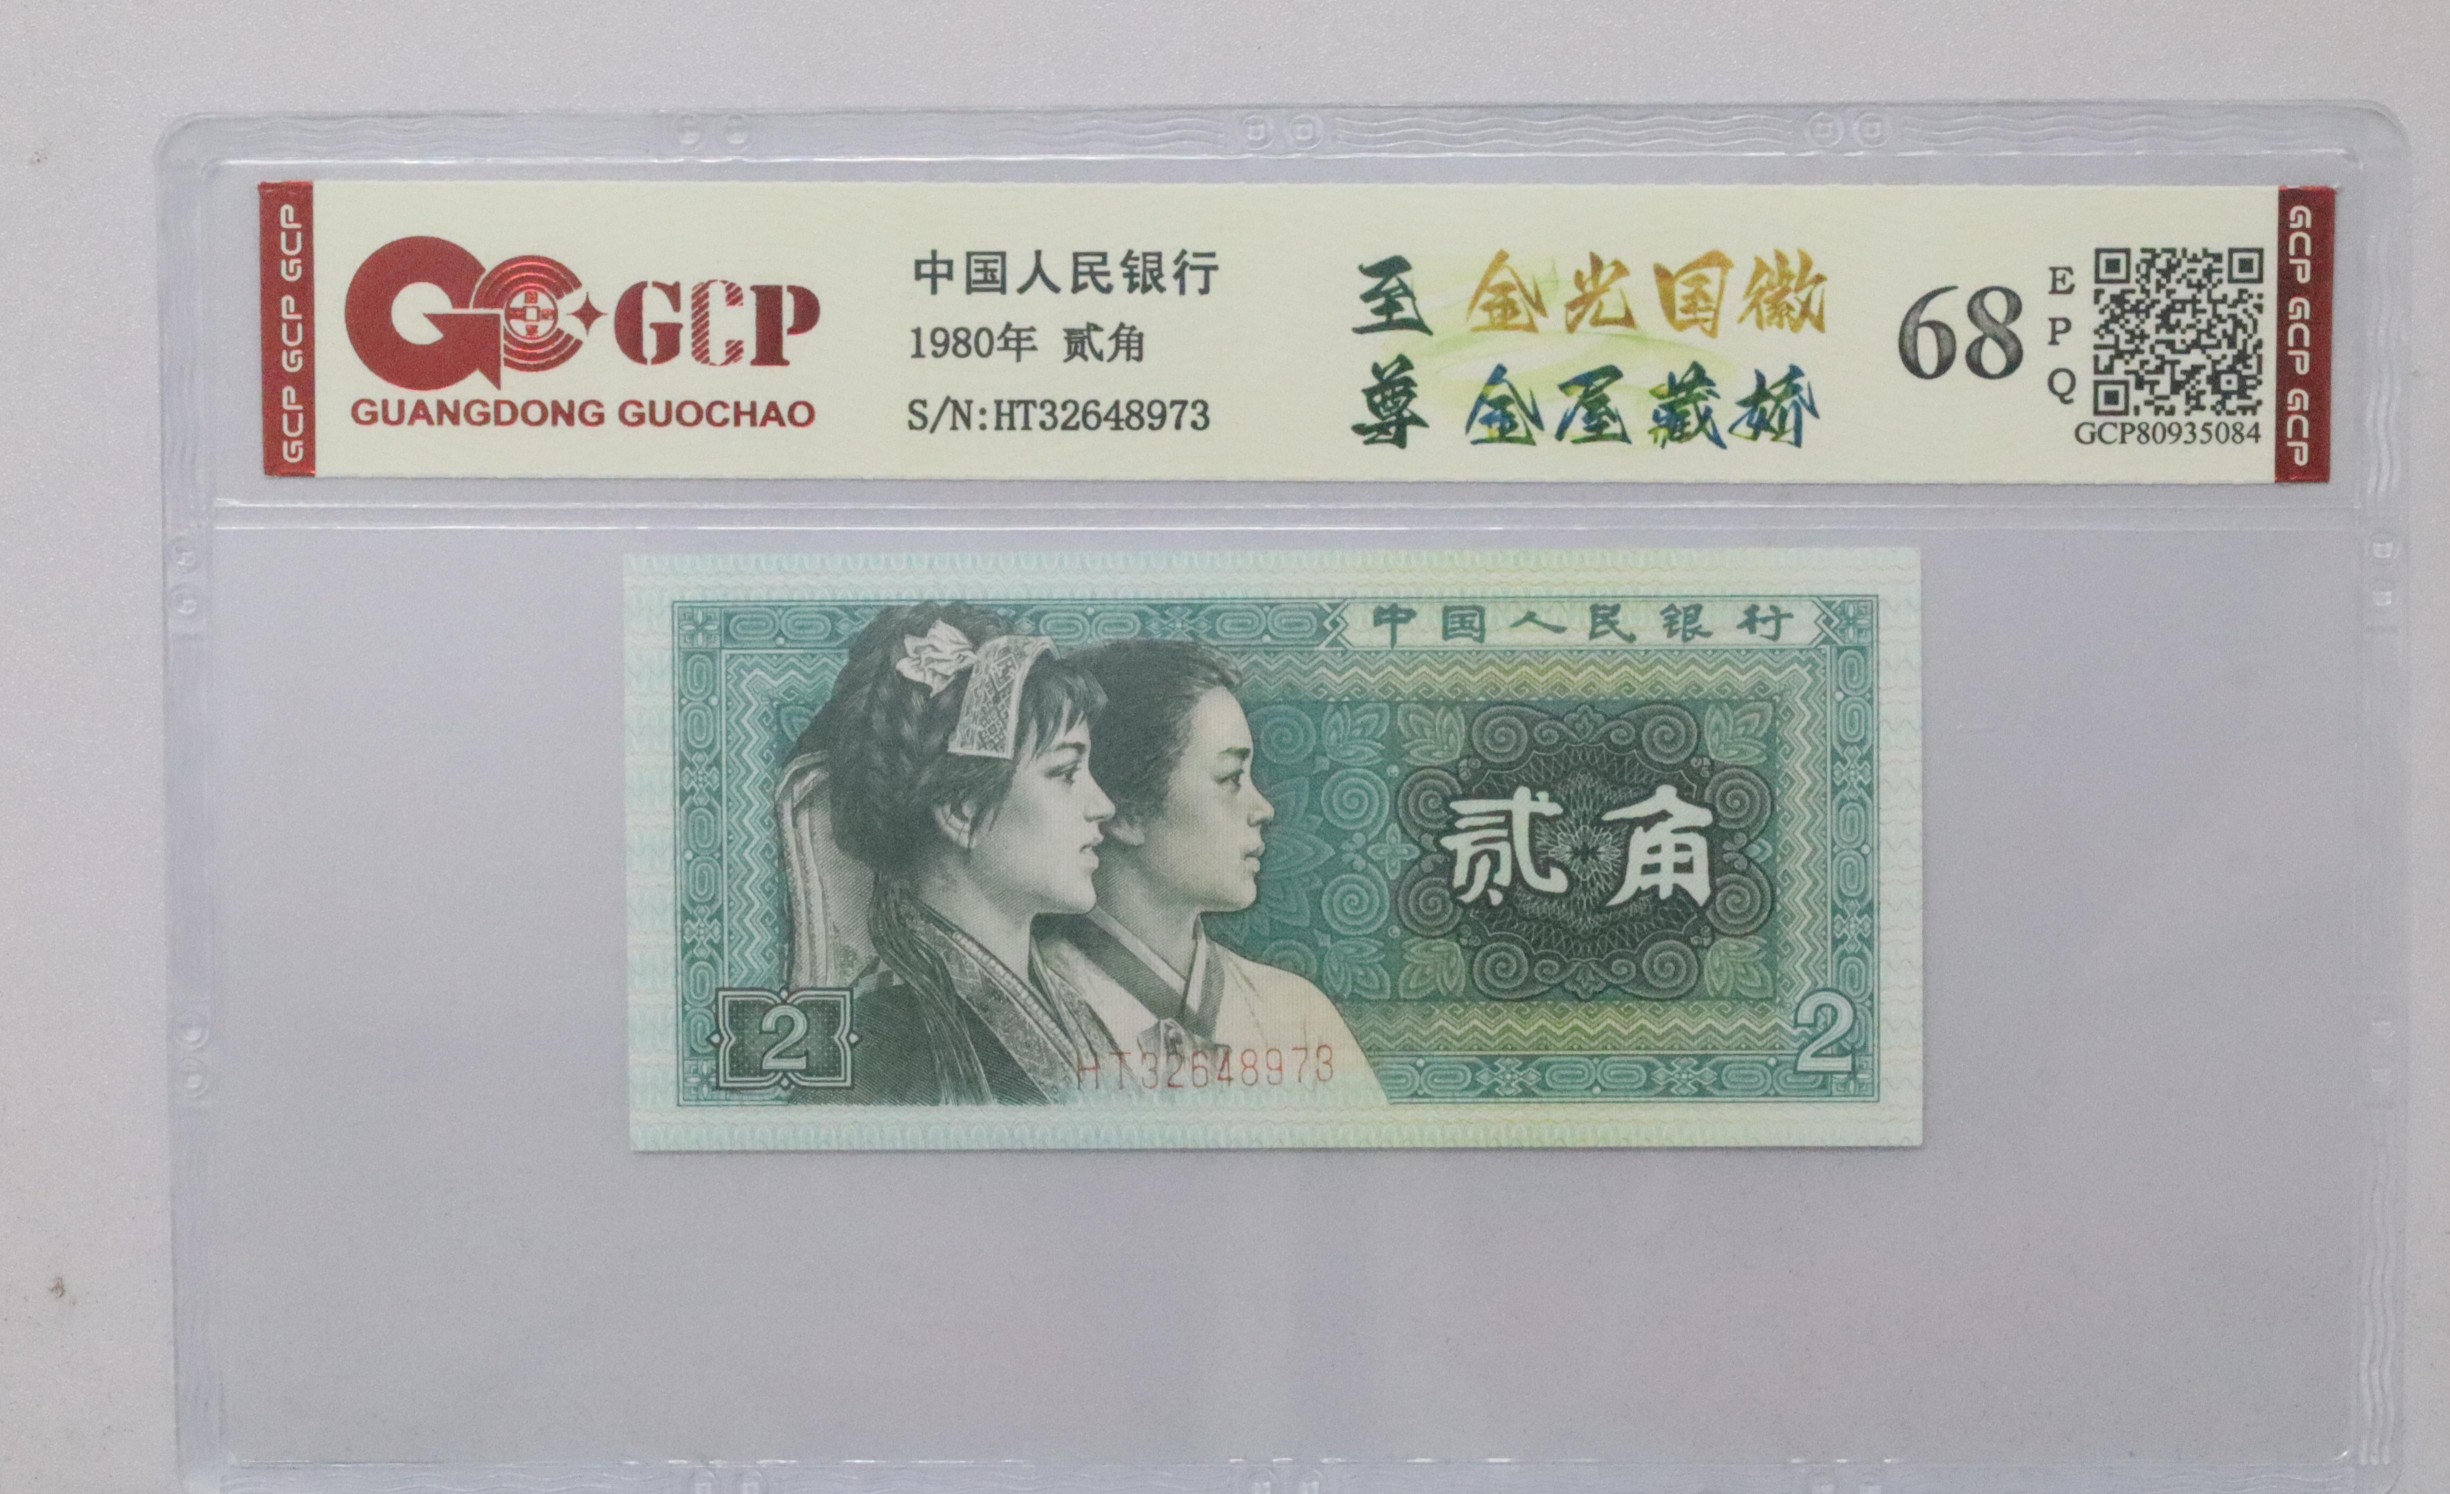 GCP GCP GCP
GCP
GUANGDONG GUOCHAO
中国人民银行
1980年 贰角
S/N:HT32648973
至尊
金光国徽
金屋藏娇
68
EPQ
GCP80935084
GCP GCP GCP
中国人民银行
贰角
2
2
HT32648973